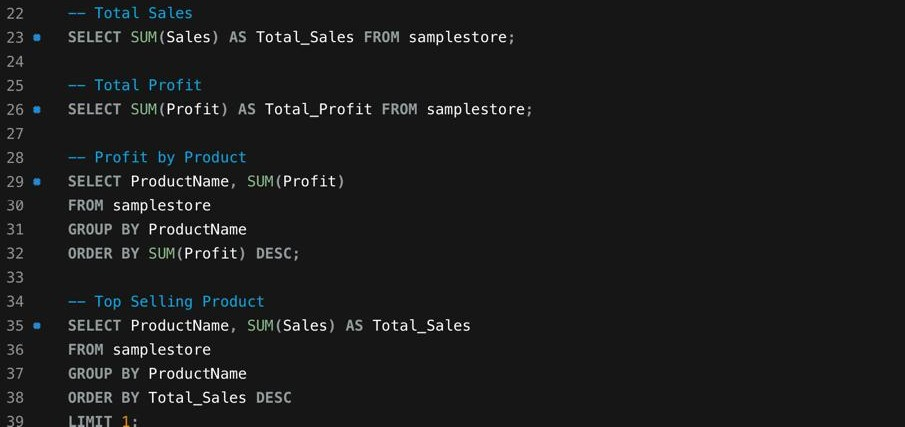 22 -- Total Sales
23 SELECT SUM(Sales) AS Total_Sales FROM samplestore;
24
25 -- Total Profit
26 SELECT SUM(Profit) AS Total_Profit FROM samplestore;
27
28 -- Profit by Product
29 SELECT ProductName, SUM(Profit)
30 FROM samplestore
31 GROUP BY ProductName
32 ORDER BY SUM(Profit) DESC;
33
34 -- Top Selling Product
35 SELECT ProductName, SUM(Sales) AS Total_Sales
36 FROM samplestore
37 GROUP BY ProductName
38 ORDER BY Total_Sales DESC
39 LIMIT 1;